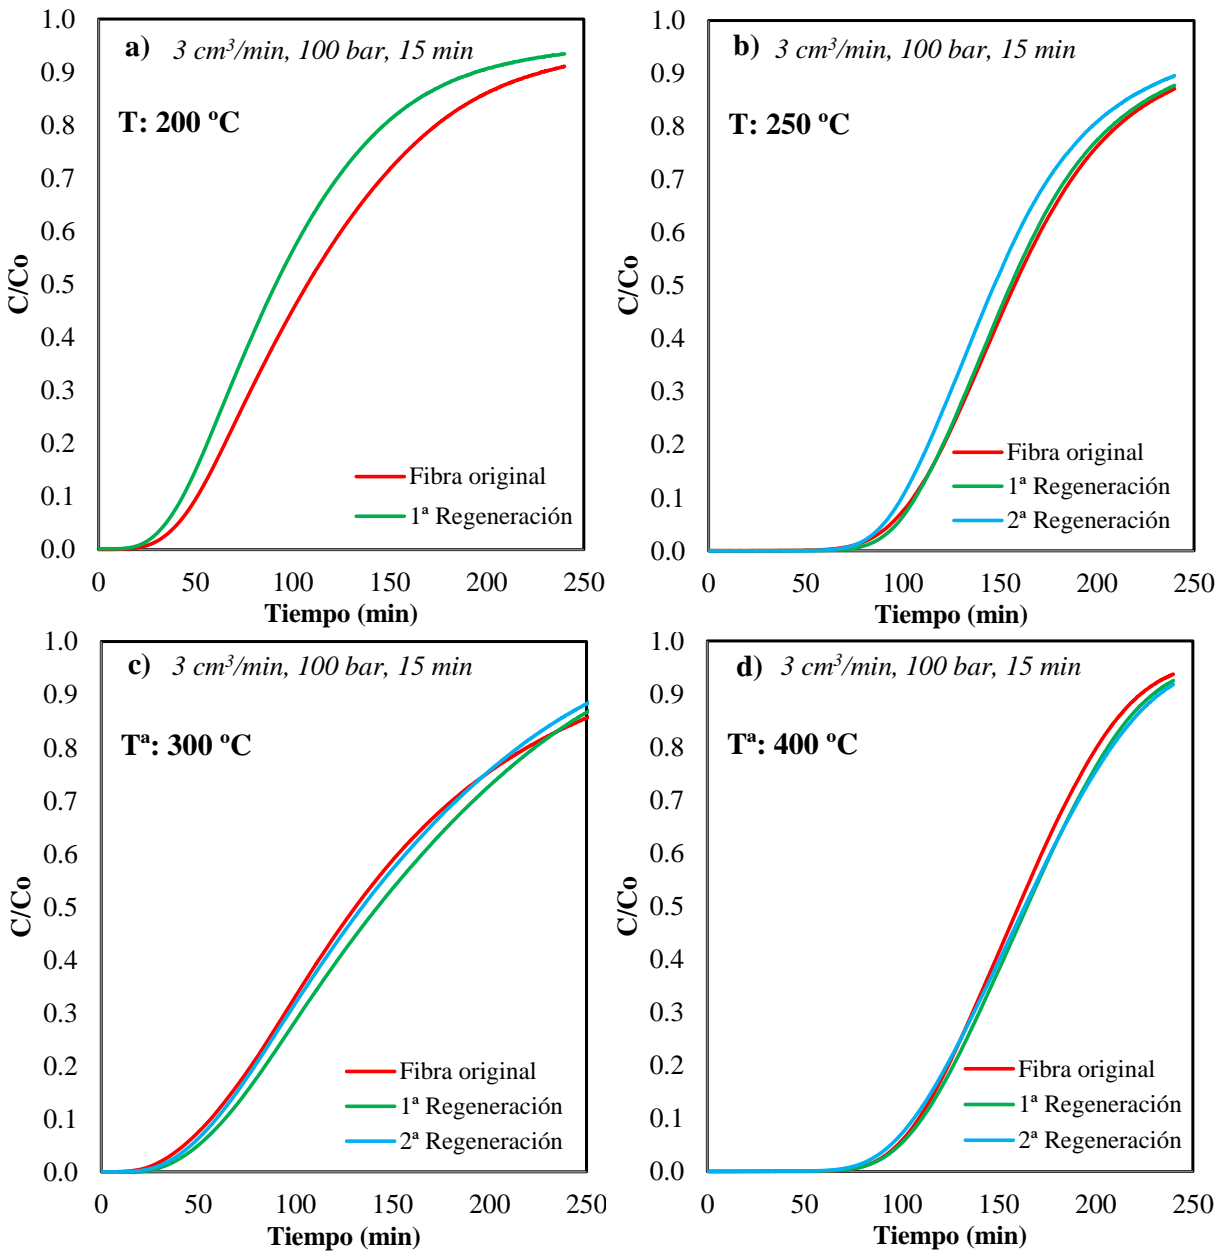 a) 3 cm³/min, 100 bar, 15 min
T: 200 ºC
C/Co
1.0
0.9
0.8
0.7
0.6
0.5
0.4
0.3
0.2
0.1
0.0
Fibra original
1ª Regeneración
0 50 100 150 200 250
Tiempo (min)
b) 3 cm³/min, 100 bar, 15 min
T: 250 ºC
C/Co
1.0
0.9
0.8
0.7
0.6
0.5
0.4
0.3
0.2
0.1
0.0
Fibra original
1ª Regeneración
2ª Regeneración
0 50 100 150 200 250
Tiempo (min)
c) 3 cm³/min, 100 bar, 15 min
Tª: 300 ºC
C/Co
1.0
0.9
0.8
0.7
0.6
0.5
0.4
0.3
0.2
0.1
0.0
Fibra original
1ª Regeneración
2ª Regeneración
0 50 100 150 200 250
Tiempo (min)
d) 3 cm³/min, 100 bar, 15 min
Tª: 400 ºC
C/Co
1.0
0.9
0.8
0.7
0.6
0.5
0.4
0.3
0.2
0.1
0.0
Fibra original
1ª Regeneración
2ª Regeneración
0 50 100 150 200 250
Tiempo (min)